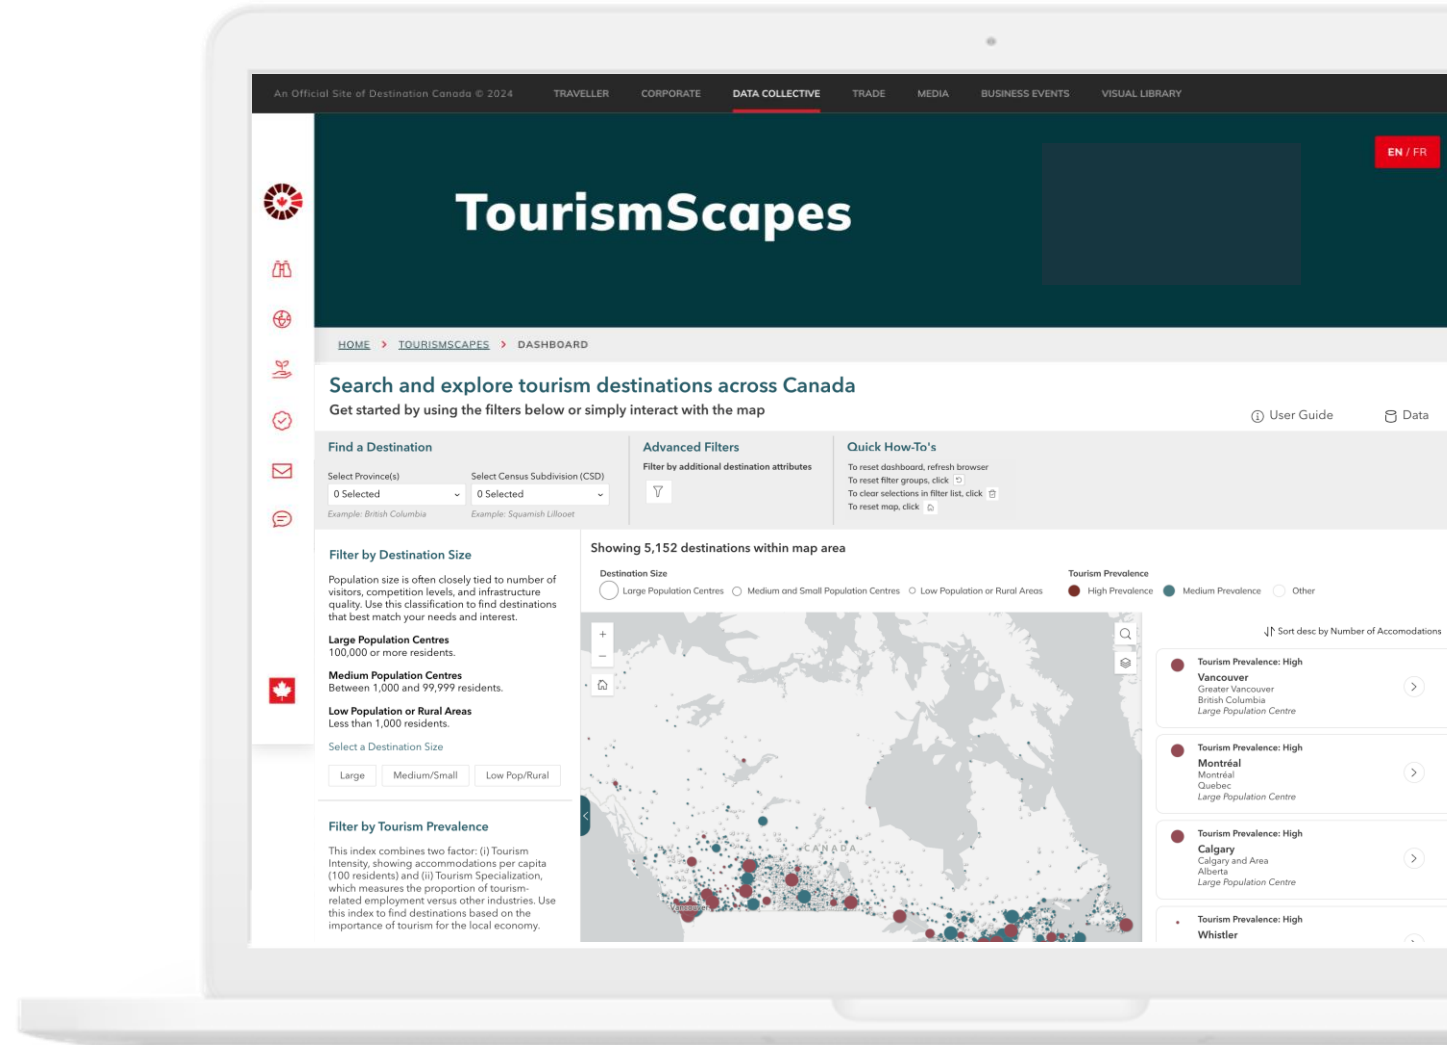 An Official Site of Destination Canada © 2024 TRAVELLER CORPORATE DATA COLLECTIVE TRADE MEDIA BUSINESS EVENTS VISUAL LIBRARY
EN / FR
TourismScapes
HOME > TOURISMSCAPES > DASHBOARD
Search and explore tourism destinations across Canada
Get started by using the filters below or simply interact with the map
User Guide Data
Find a Destination
Select Province(s) Select Census Subdivision (CSD)
0 Selected 0 Selected
Example: British Columbia Example: Squamish Lillooet
Advanced Filters
Filter by additional destination attributes
Quick How-To's
To reset dashboard, refresh browser
To reset filter groups, click
To clear selections in filter list, click
To reset map, click
Filter by Destination Size
Population size is often closely tied to number of
visitors, competition levels, and infrastructure
quality. Use this classification to find destinations
that best match your needs and interest.
Large Population Centres
100,000 or more residents.
Medium Population Centres
Between 1,000 and 99,999 residents.
Low Population or Rural Areas
Less than 1,000 residents.
Select a Destination Size
Large Medium/Small Low Pop/Rural
Filter by Tourism Prevalence
This index combines two factor: (i) Tourism
Intensity, showing accommodations per capita
(100 residents) and (ii) Tourism Specialization,
which measures the proportion of tourism-
related employment versus other industries. Use
this index to find destinations based on the
importance of tourism for the local economy.
Showing 5,152 destinations within map area
Destination Size
Large Population Centres Medium and Small Population Centres Low Population or Rural Areas
Tourism Prevalence
High Prevalence Medium Prevalence Other
+
–
CANADA
Vancouver
Sort desc by Number of Accomodations
Tourism Prevalence: High
Vancouver
Greater Vancouver
British Columbia
Large Population Centre
Tourism Prevalence: High
Montréal
Montréal
Quebec
Large Population Centre
Tourism Prevalence: High
Calgary
Calgary and Area
Alberta
Large Population Centre
Tourism Prevalence: High
Whistler